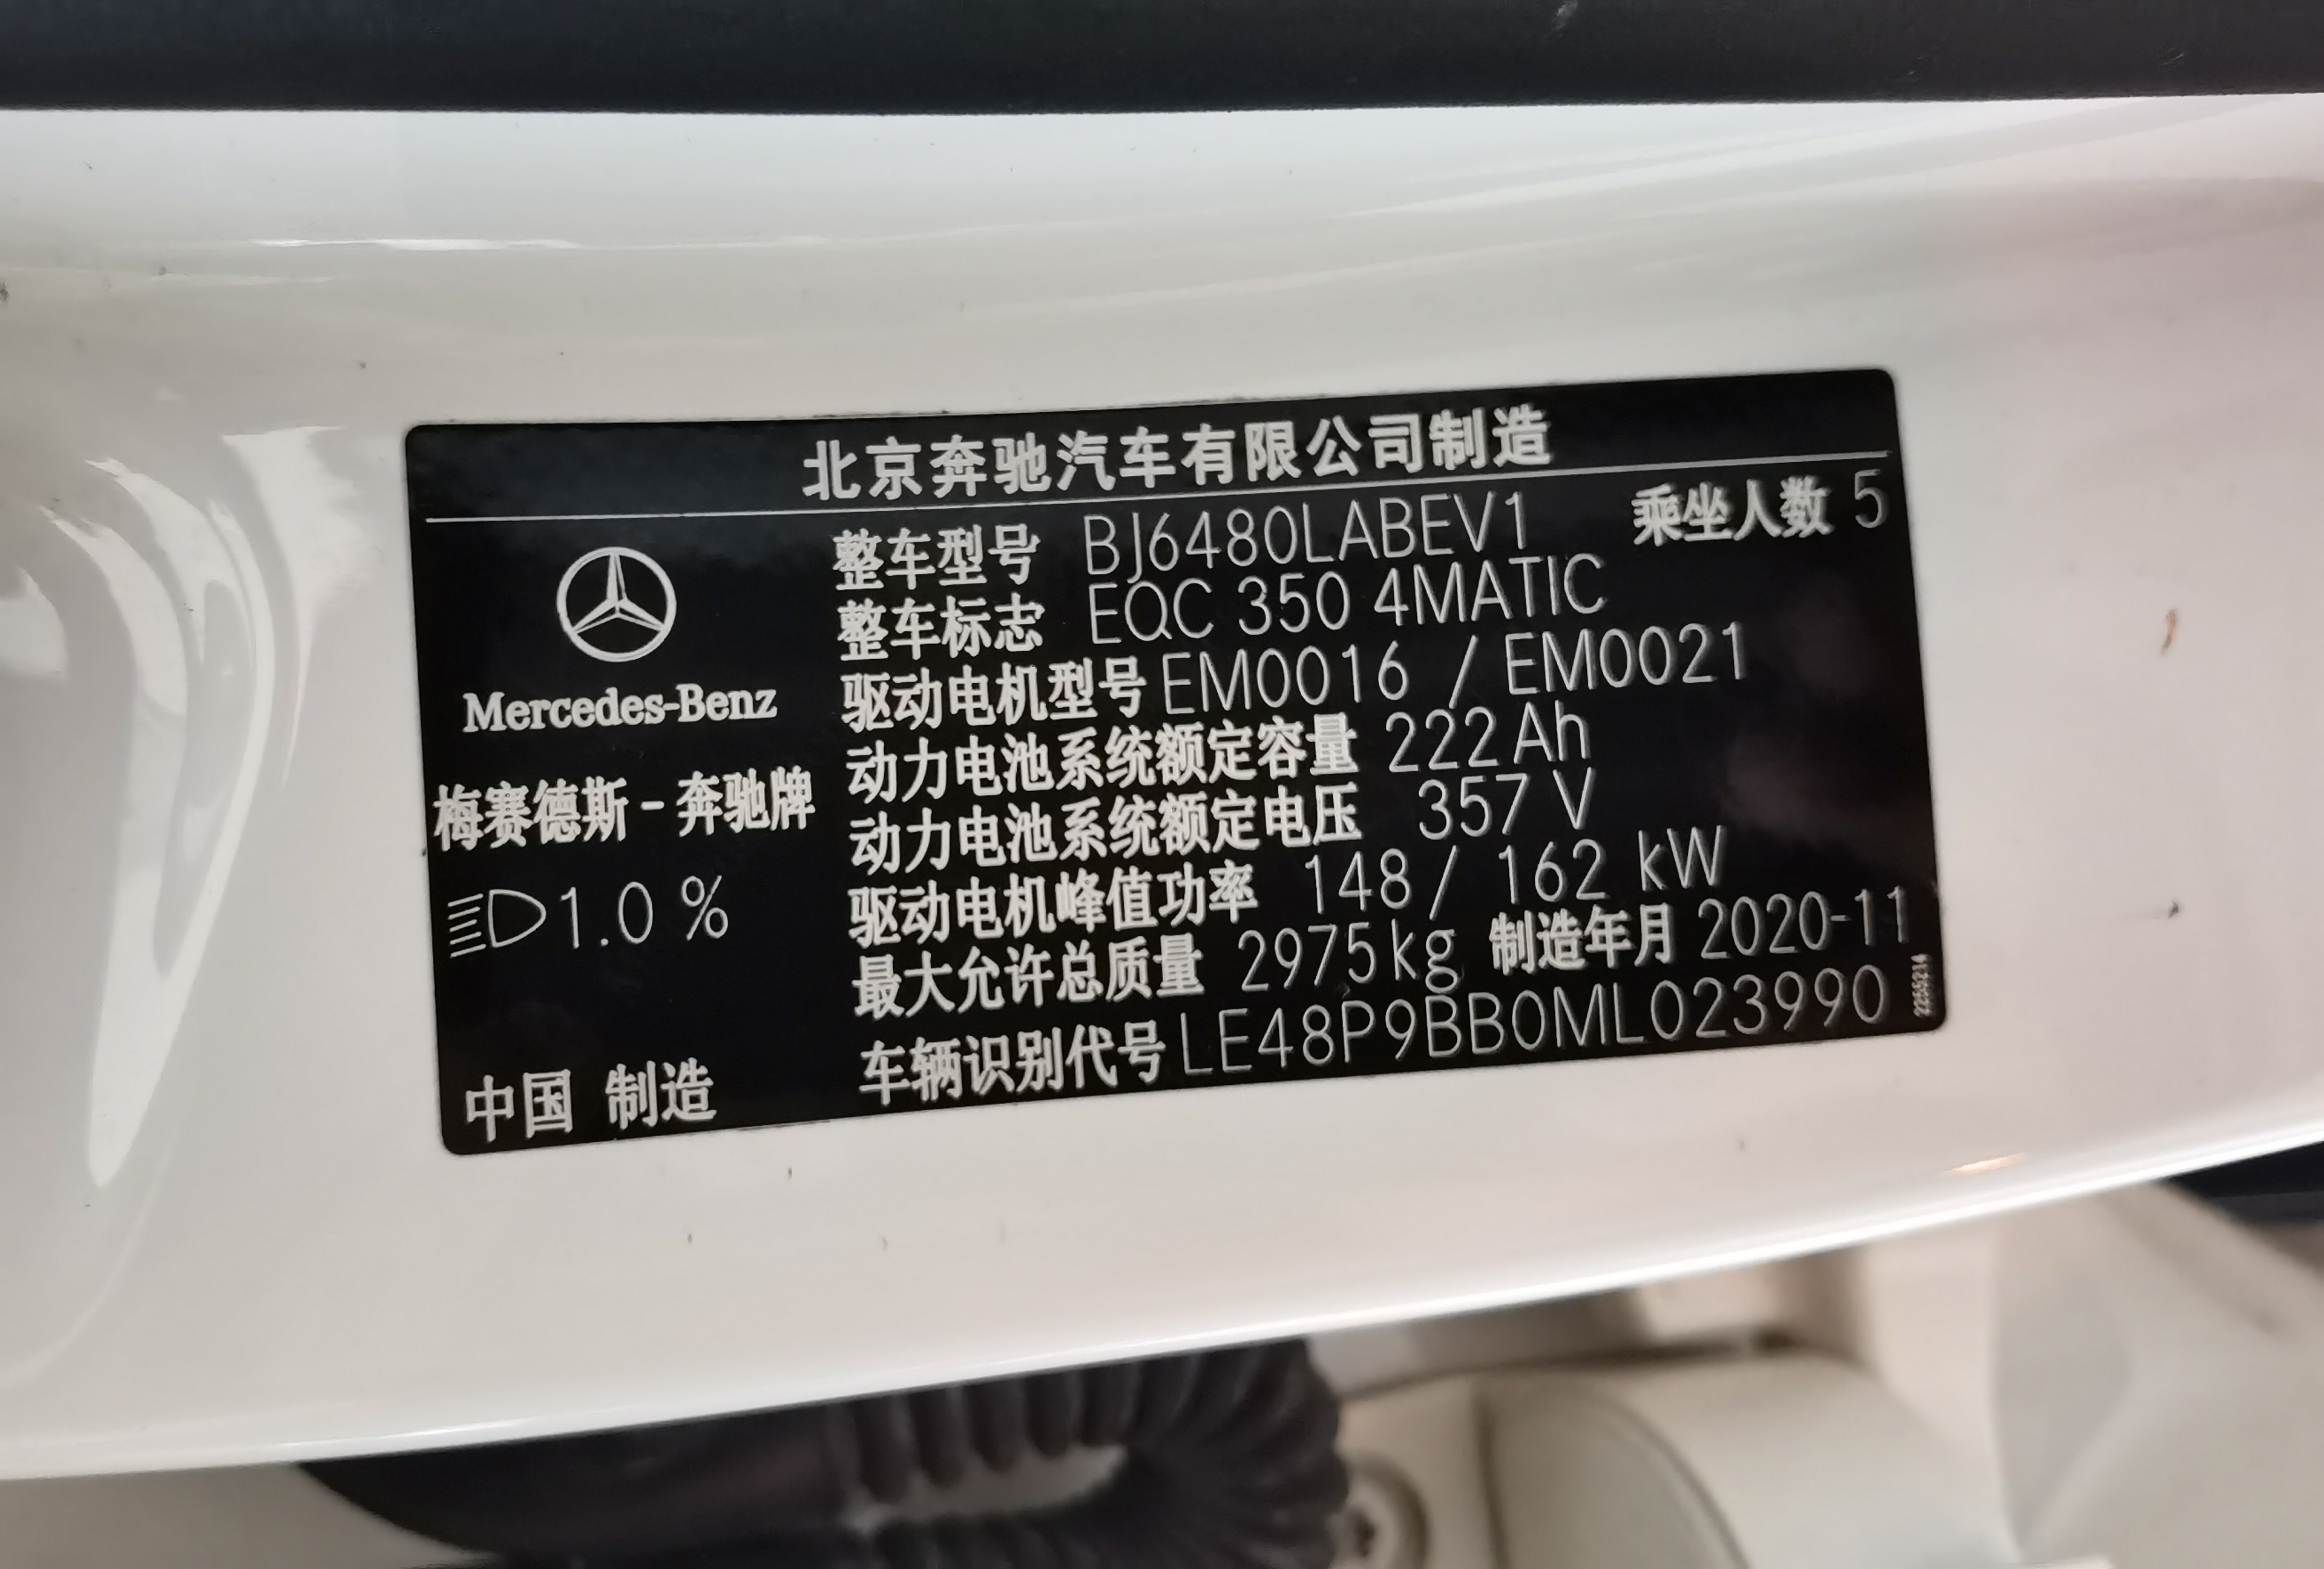 北京奔驰汽车有限公司制造
整车型号 BJ6480LABEV1 乘坐人数 5
整车标志 EQC 350 4MATIC
驱动电机型号 EM0016 / EM0021
动力电池系统额定容量 222 Ah
动力电池系统额定电压 357 V
驱动电机峰值功率 148 / 162 kW
最大允许总质量 2975 kg 制造年月 2020-11
车辆识别代号 LE48P9BB0ML023990
Mercedes-Benz
梅赛德斯-奔驰牌
1.0 %
中国 制造